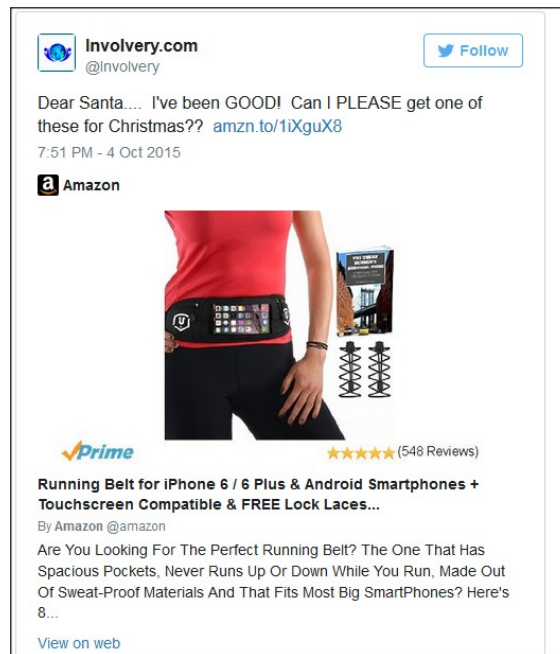 Involvery.com
@Involvery
Follow
Dear Santa.... I've been GOOD! Can I PLEASE get one of
these for Christmas?? amzn.to/1iXguX8
7:51 PM - 4 Oct 2015
a Amazon
U
Prime
(548 Reviews)
Running Belt for iPhone 6 / 6 Plus & Android Smartphones +
Touchscreen Compatible & FREE Lock Laces...
By Amazon @amazon
Are You Looking For The Perfect Running Belt? The One That Has
Spacious Pockets, Never Runs Up Or Down While You Run, Made Out
Of Sweat-Proof Materials And That Fits Most Big SmartPhones? Here's
8...
View on web